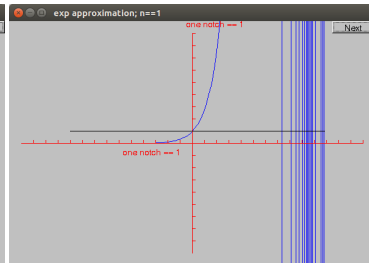 exp approximation; n==1
one notch == 1
Next
one notch == 1